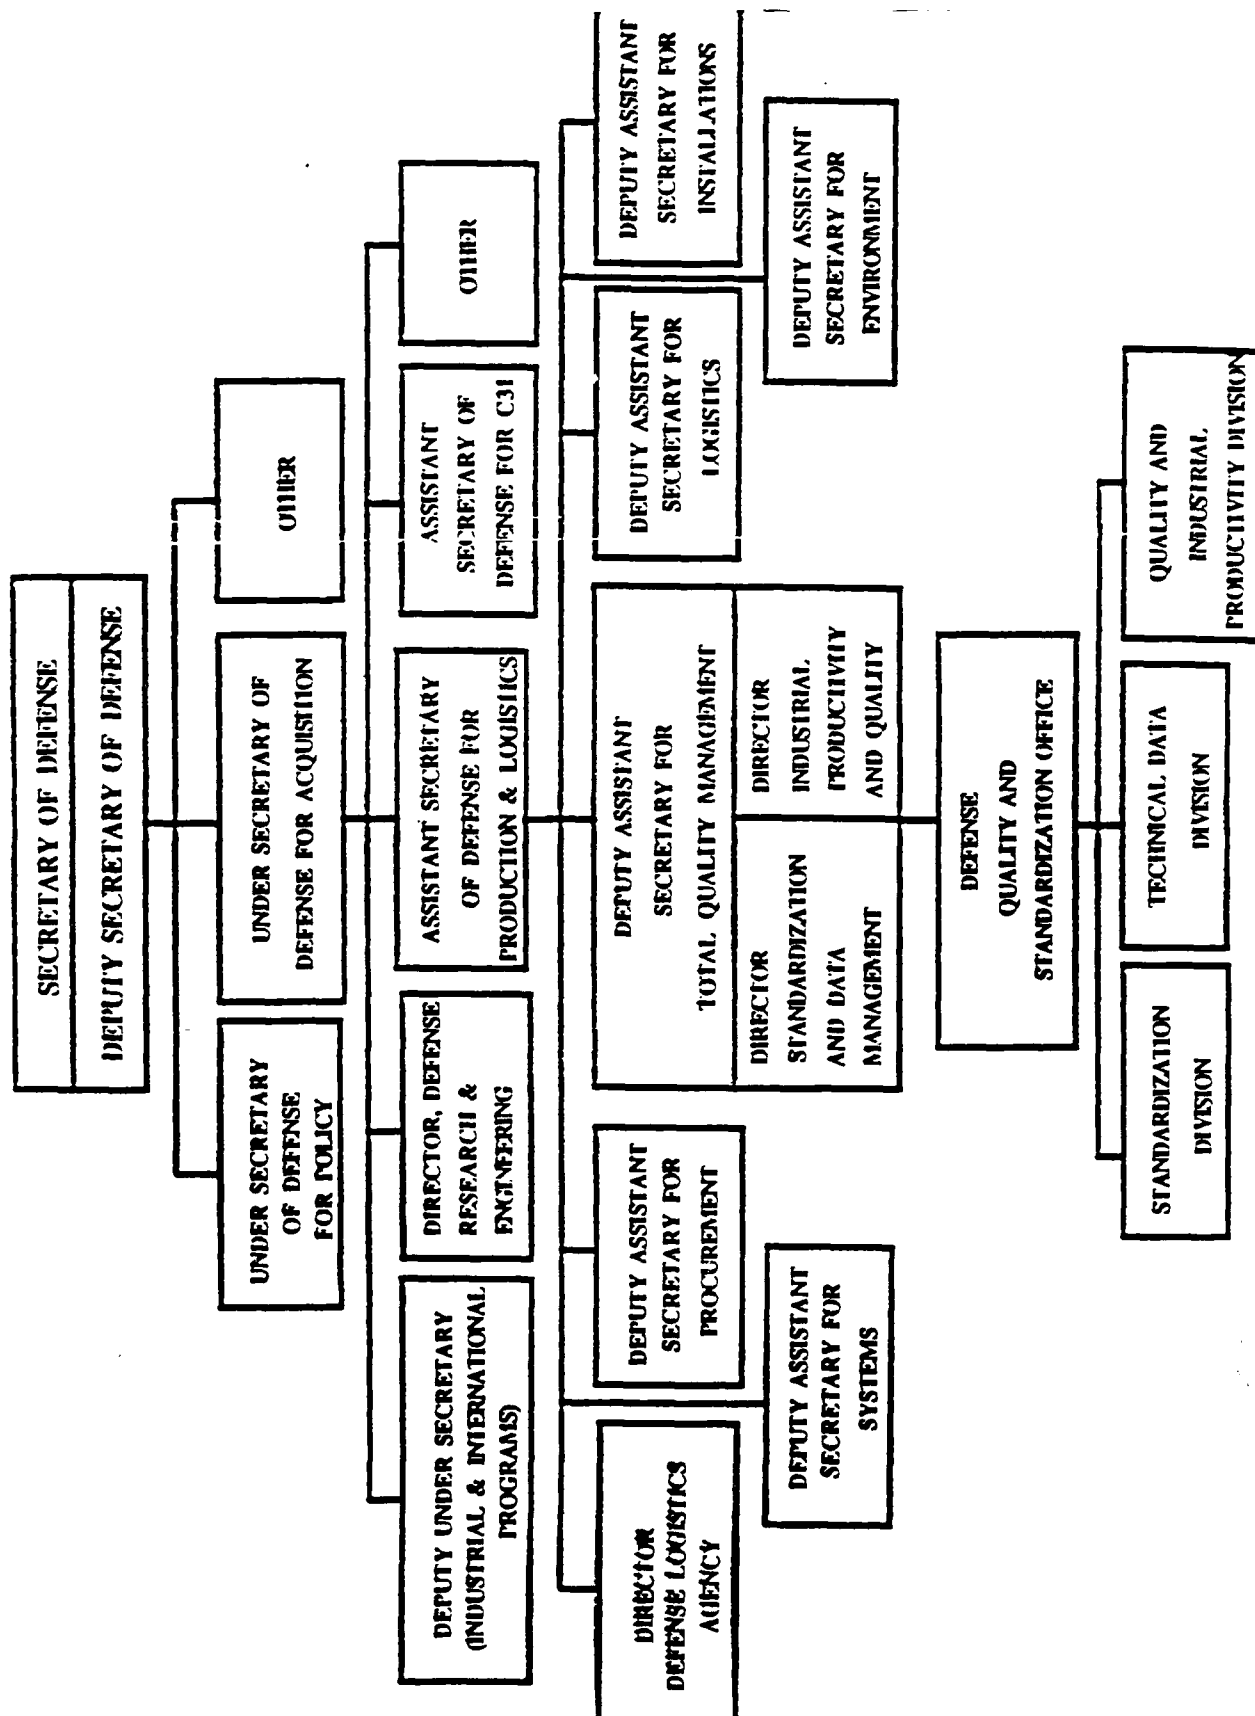 SECRETARY OF DEFENSE
DEPUTY SECRETARY OF DEFENSE
UNDER SECRETARY
OF DEFENSE
FOR POLICY
UNDER SECRETARY OF
DEFENSE FOR ACQUISITION
OTHER
DEPUTY UNDER SECRETARY
(INDUSTRIAL & INTERNATIONAL
PROGRAMS)
DIRECTOR, DEFENSE
RESEARCH &
ENGINEERING
ASSISTANT SECRETARY
OF DEFENSE FOR
PRODUCTION & LOGISTICS
ASSISTANT
SECRETARY OF
DEFENSE FOR C3I
OTHER
DIRECTOR
DEFENSE LOGISTICS
AGENCY
DEPUTY ASSISTANT
SECRETARY FOR
PROCUREMENT
DEPUTY ASSISTANT
SECRETARY FOR
TOTAL QUALITY MANAGEMENT
DEPUTY ASSISTANT
SECRETARY FOR
LOGISTICS
DEPUTY ASSISTANT
SECRETARY FOR
INSTALLATIONS
DEPUTY ASSISTANT
SECRETARY FOR
SYSTEMS
DIRECTOR
STANDARDIZATION
AND DATA
MANAGEMENT
DIRECTOR
INDUSTRIAL
PRODUCTIVITY
AND QUALITY
DEPUTY ASSISTANT
SECRETARY FOR
ENVIRONMENT
DEFENSE
QUALITY AND
STANDARDIZATION OFFICE
STANDARDIZATION
DIVISION
TECHNICAL DATA
DIVISION
QUALITY AND
INDUSTRIAL
PRODUCTIVITY DIVISION